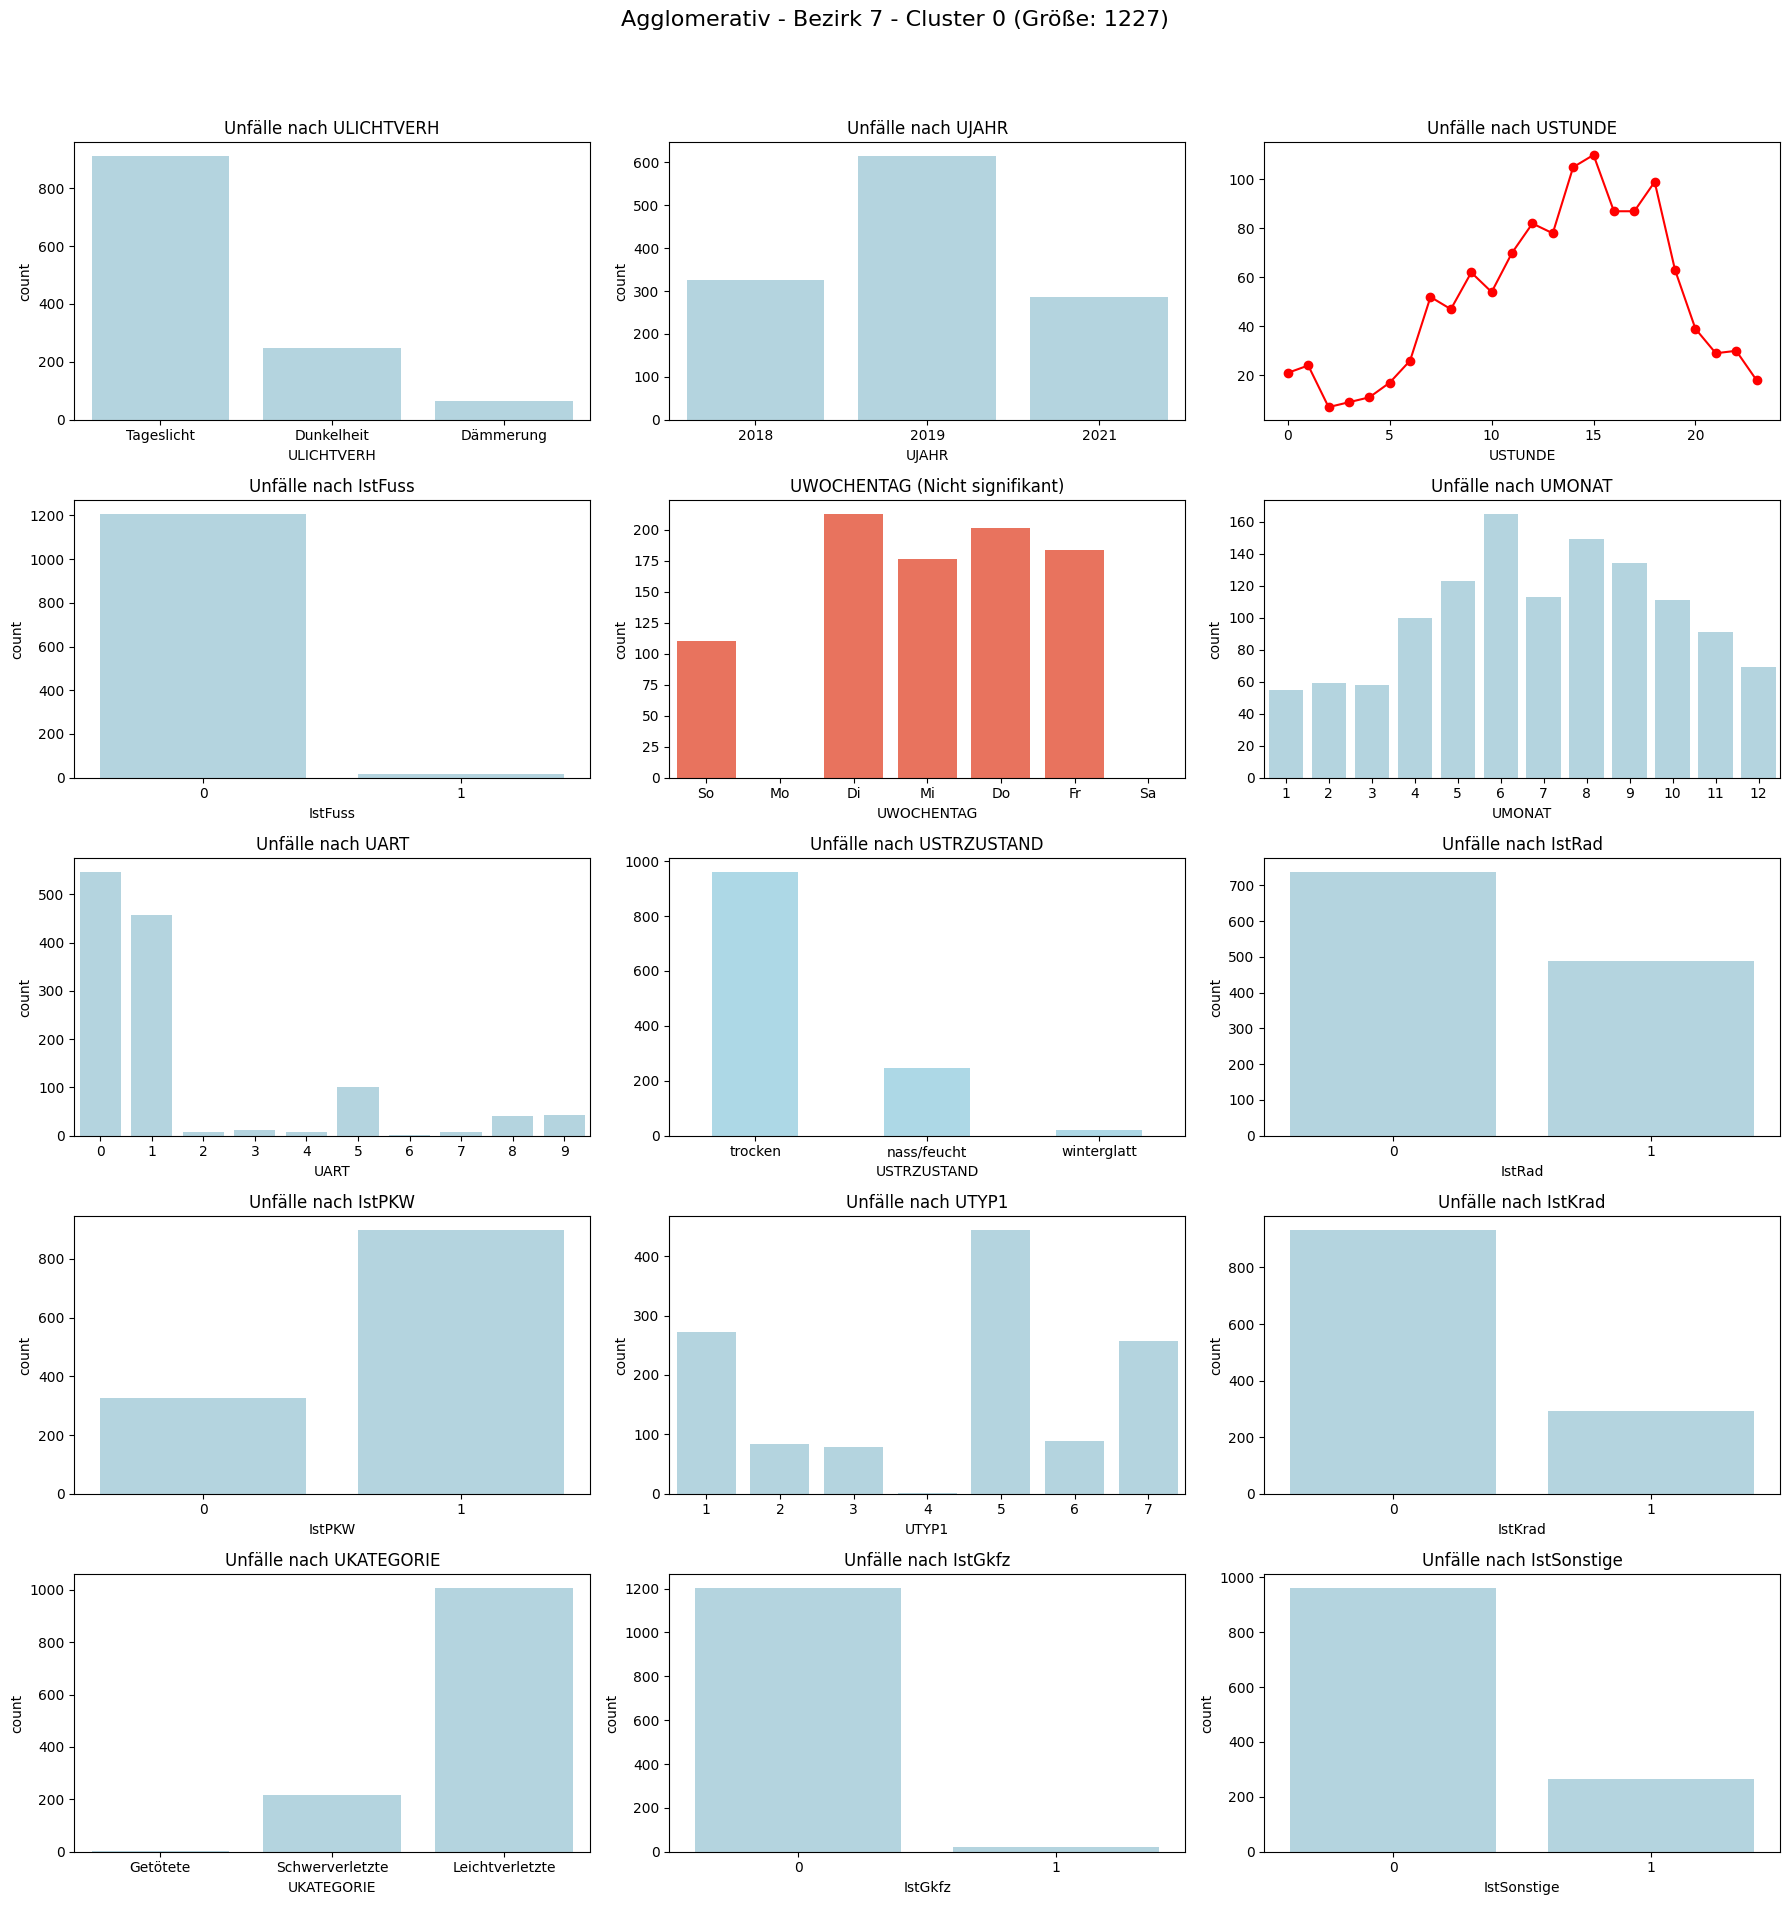 Agglomerativ - Bezirk 7 - Cluster 0 (Größe: 1227)
Unfälle nach ULICHTVERH
count
800
600
400
200
0
Tageslicht Dunkelheit Dämmerung
ULICHTVERH
Unfälle nach UJAHR
count
600
500
400
300
200
100
0
2018 2019 2021
UJAHR
Unfälle nach USTUNDE
100
80
60
40
20
0 5 10 15 20
USTUNDE
Unfälle nach IstFuss
count
1200
1000
800
600
400
200
0
0 1
IstFuss
UWOCHENTAG (Nicht signifikant)
count
200
175
150
125
100
75
50
25
0
So Mo Di Mi Do Fr Sa
UWOCHENTAG
Unfälle nach UMONAT
count
160
140
120
100
80
60
40
20
0
1 2 3 4 5 6 7 8 9 10 11 12
UMONAT
Unfälle nach UART
count
500
400
300
200
100
0
0 1 2 3 4 5 6 7 8 9
UART
Unfälle nach USTRZUSTAND
count
1000
800
600
400
200
0
trocken nass/feucht winterglatt
USTRZUSTAND
Unfälle nach IstRad
count
700
600
500
400
300
200
100
0
0 1
IstRad
Unfälle nach IstPKW
count
800
600
400
200
0
0 1
IstPKW
Unfälle nach UTYP1
count
400
300
200
100
0
1 2 3 4 5 6 7
UTYP1
Unfälle nach IstKrad
count
800
600
400
200
0
0 1
IstKrad
Unfälle nach UKATEGORIE
count
1000
800
600
400
200
0
Getötete Schwerverletzte Leichtverletzte
UKATEGORIE
Unfälle nach IstGkfz
count
1200
1000
800
600
400
200
0
0 1
IstGkfz
Unfälle nach IstSonstige
count
1000
800
600
400
200
0
0 1
IstSonstige